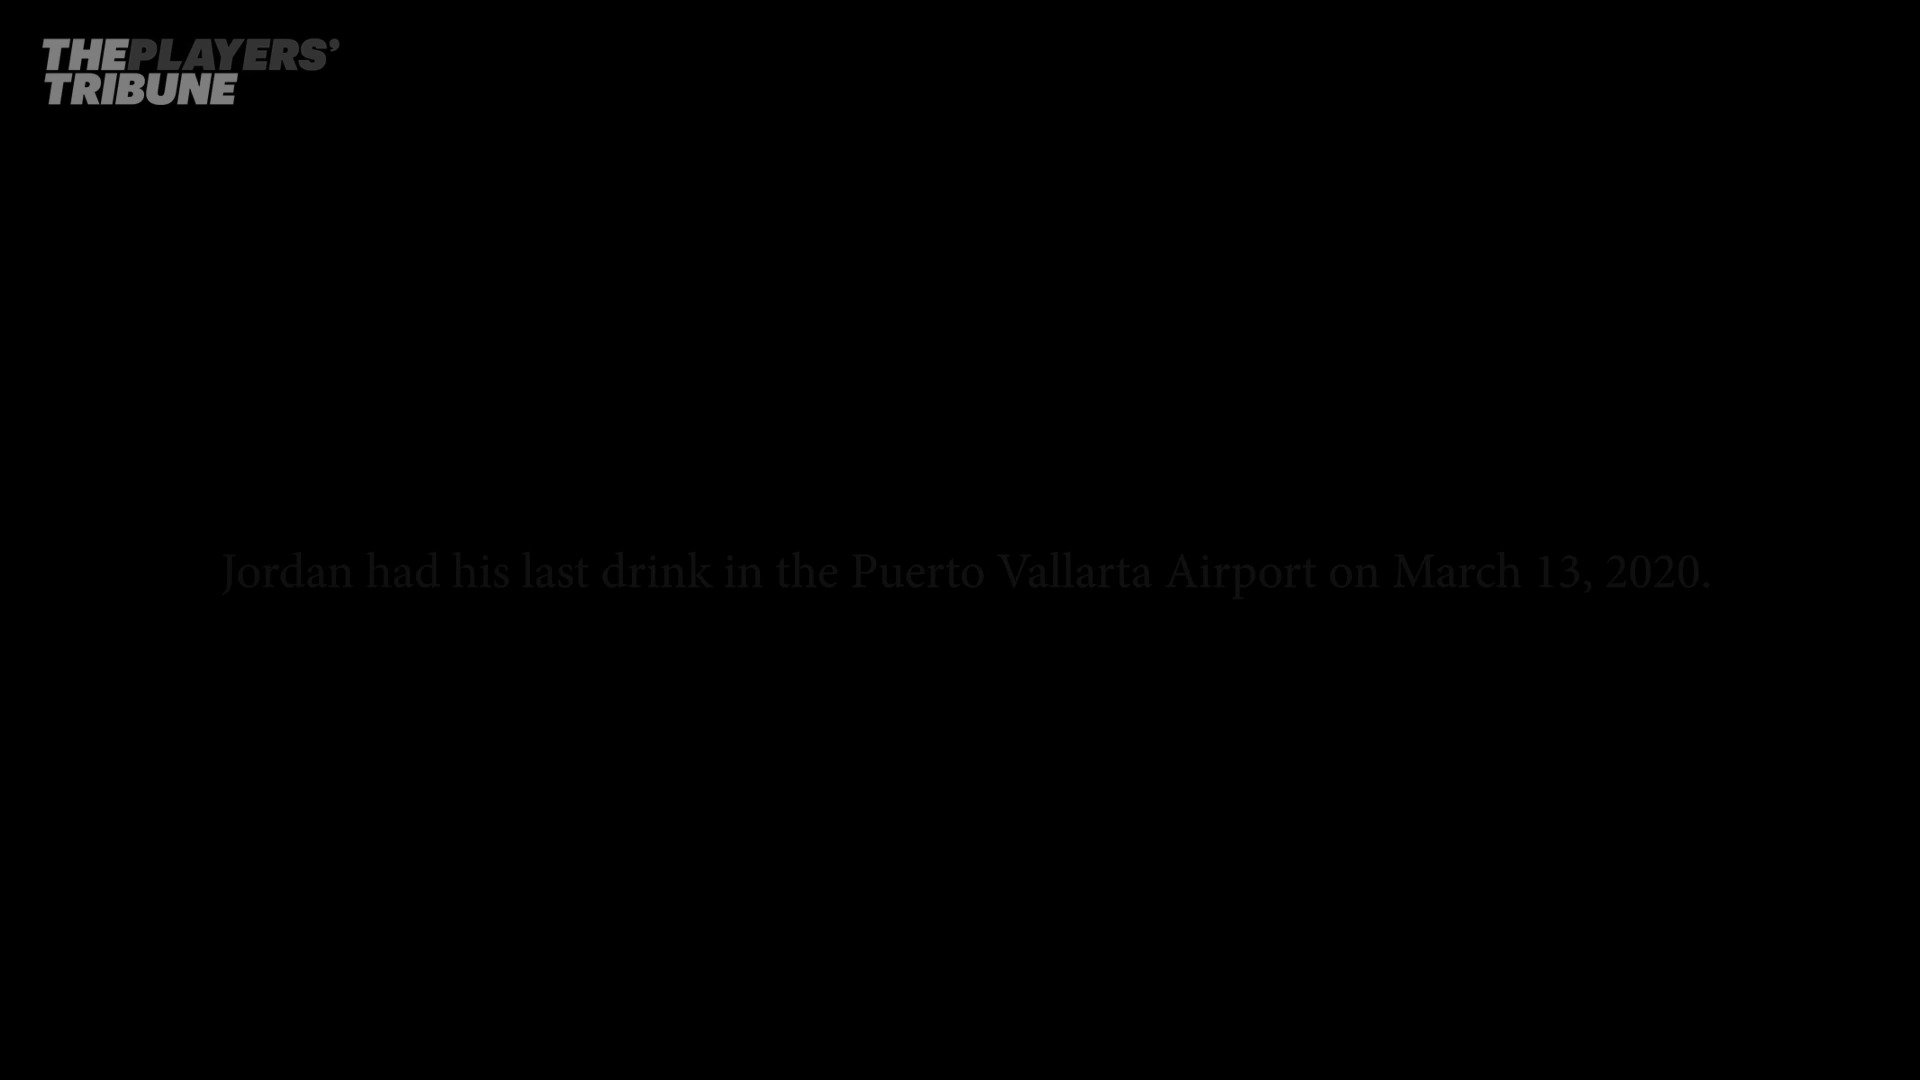 THEPLAYERS’
TRIBUNE
Jordan had his last drink in the Puerto Vallarta Airport on March 13, 2020.